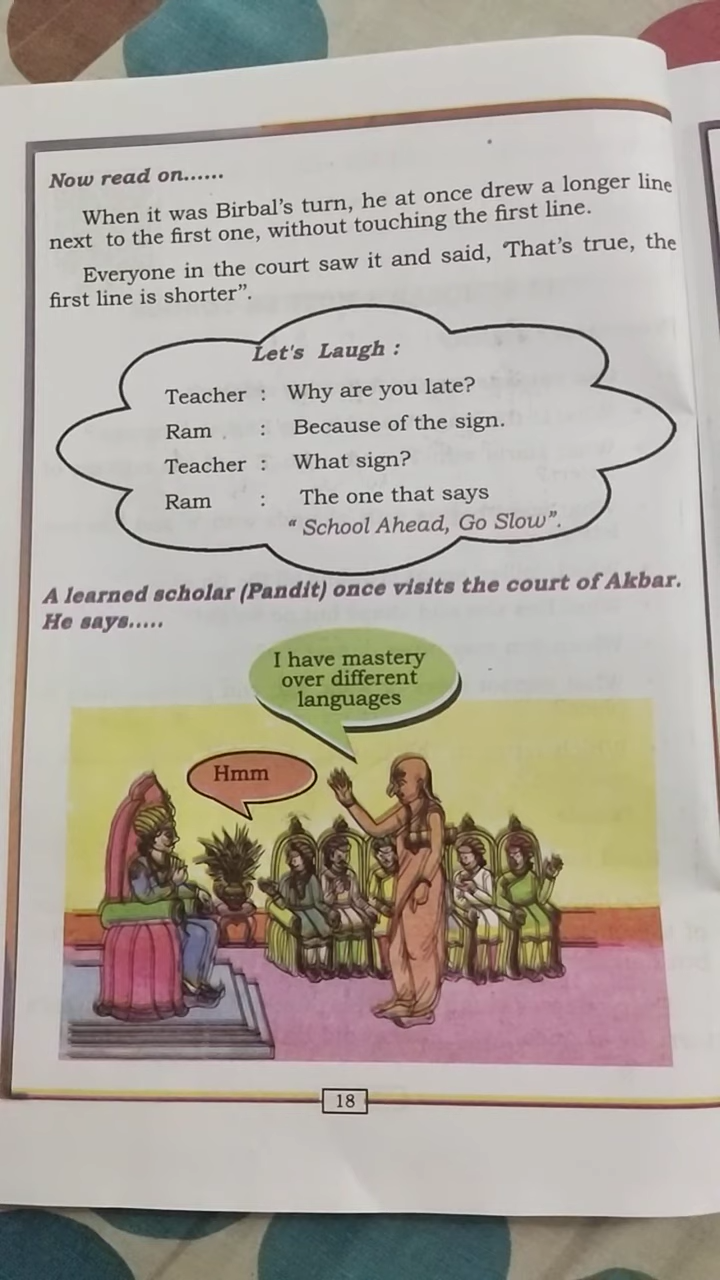 Now read on......
When it was Birbal's turn, he at once drew a longer line
next to the first one, without touching the first line.
Everyone in the court saw it and said, 'That's true, the
first line is shorter".
Let's Laugh :
Teacher : Why are you late?
Ram : Because of the sign.
Teacher : What sign?
Ram : The one that says
" School Ahead, Go Slow".
A learned scholar (Pandit) once visits the court of Akbar.
He says.....
I have mastery
over different
languages
Hmm
18